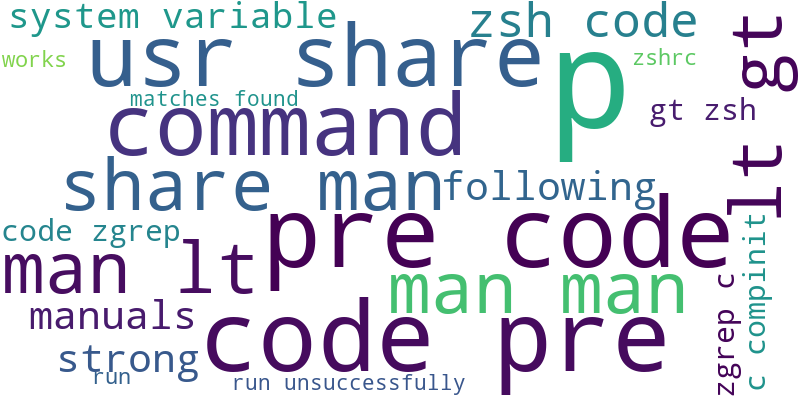 system variable
zsh code
works
usr share
p
zshrc
lt gt
matches found
command
gt zsh
share man
following
code zgrep
pre code
man lt
man man
c compinit
zgrep c
manuals
code pre
strong
run
run unsuccessfully